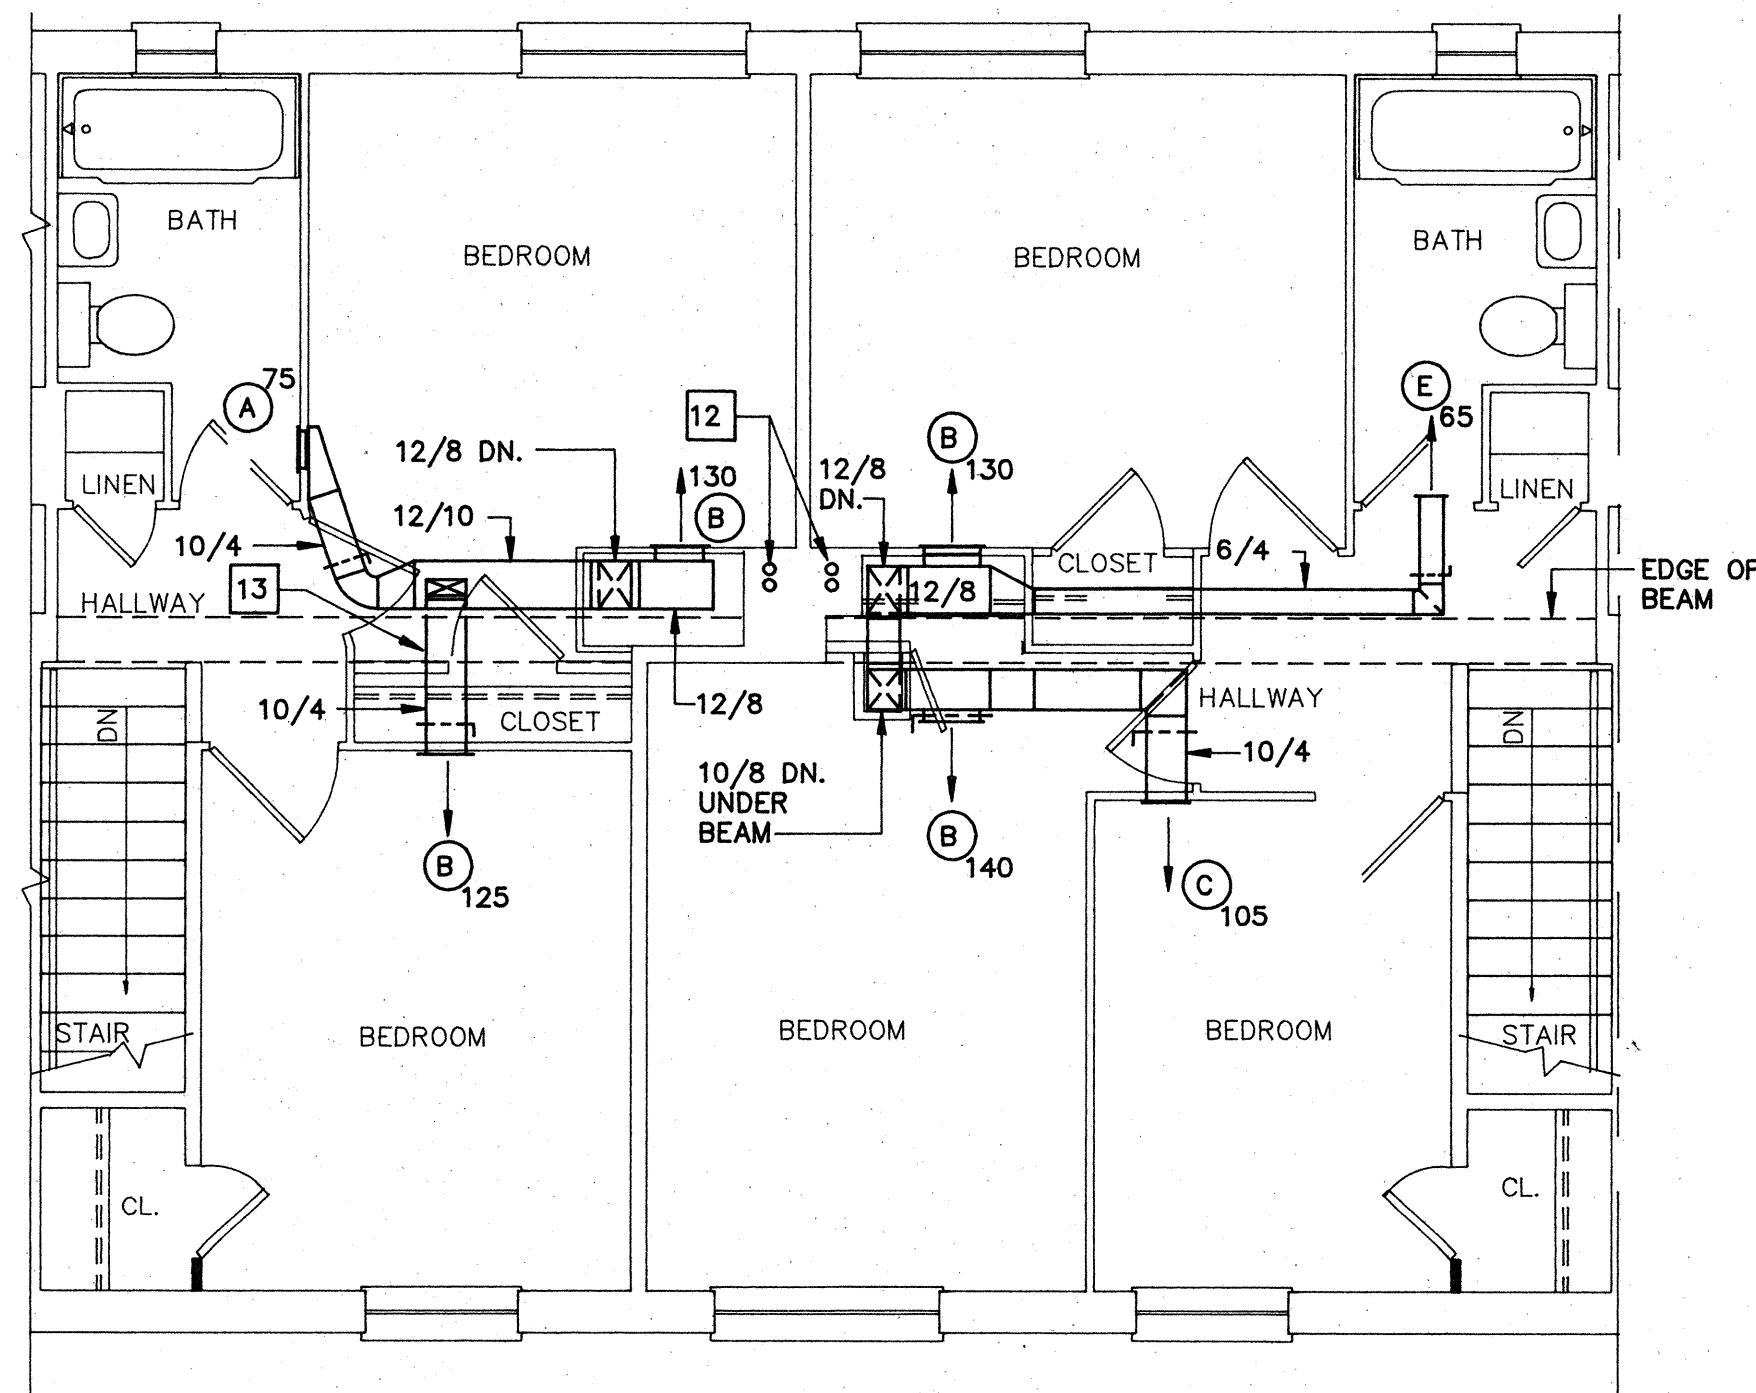 BATH
BEDROOM
BEDROOM
BATH
A
75
12
12/8 DN.
130
B
B
130
12/8
DN.
E
65
LINEN
LINEN
12/10
10/4
13
HALLWAY
CLOSET
6/4
12/8
EDGE OF
BEAM
DN
10/4
CLOSET
12/8
HALLWAY
DN
10/8 DN.
UNDER
BEAM
10/4
B
125
B
140
C
105
STAIR
BEDROOM
BEDROOM
BEDROOM
STAIR
CL.
CL.